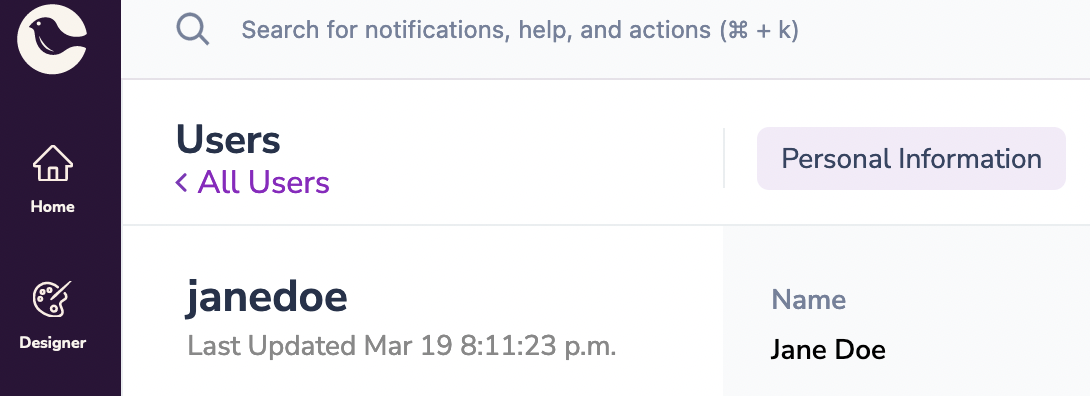 Search for notifications, help, and actions (⌘ + k)
Home
Designer
Users
< All Users
Personal Information
janedoe
Last Updated Mar 19 8:11:23 p.m.
Name
Jane Doe